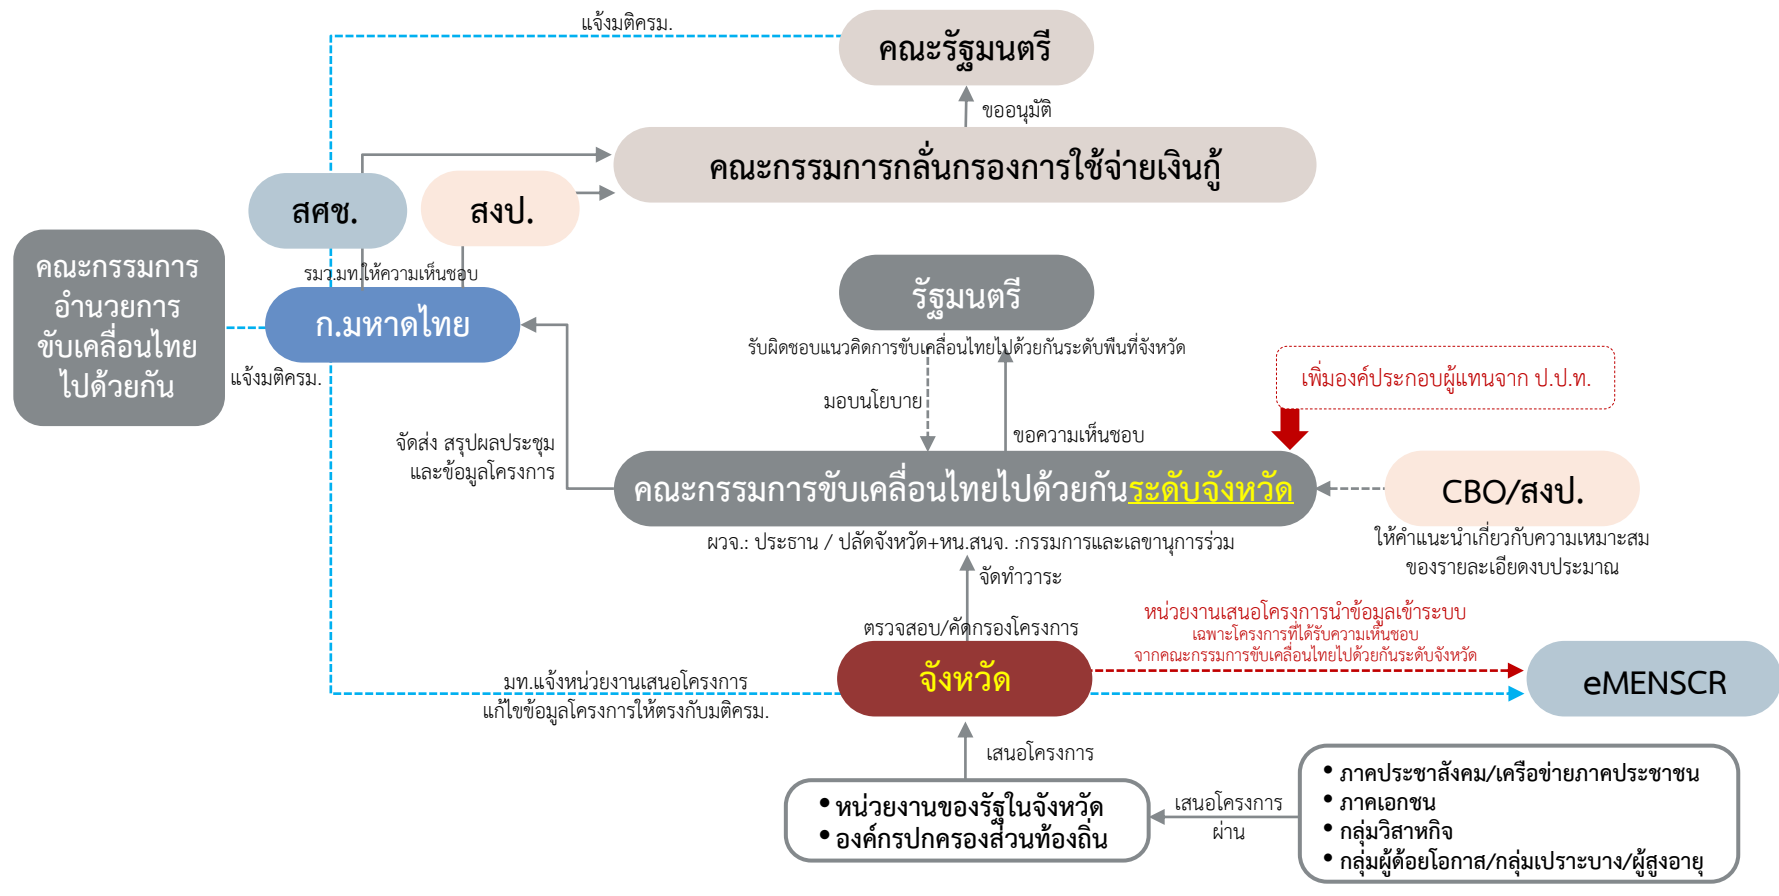 แจ้งมติครม.
คณะรัฐมนตรี
ขออนุมัติ
คณะกรรมการกลั่นกรองการใช้จ่ายเงินกู้
สศช.
สงป.
คณะกรรมการ
อำนวยการ
ขับเคลื่อนไทย
ไปด้วยกัน
รมว.มท.ให้ความเห็นชอบ
ก.มหาดไทย
แจ้งมติครม.
รัฐมนตรี
รับผิดชอบแนวคิดการขับเคลื่อนไทยไปด้วยกันระดับพืนที่จังหวัด
มอบนโยบาย
ขอความเห็นชอบ
เพิ่มองค์ประกอบผู้แทนจาก ป.ป.ท.
จัดส่ง สรุปผลประชุม
และข้อมูลโครงการ
คณะกรรมการขับเคลื่อนไทยไปด้วยกันระดับจังหวัด
CBO/สงป.
ผวจ.: ประธาน / ปลัดจังหวัด+หน.สนจ. :กรรมการและเลขานุการร่วม
ให้คำแนะนำเกี่ยวกับความเหมาะสม
ของรายละเอียดงบประมาณ
จัดทำวาระ
ตรวจสอบ/คัดกรองโครงการ
หน่วยงานเสนอโครงการนำข้อมูลเข้าระบบ
เฉพาะโครงการที่ได้รับความเห็นชอบ
จากคณะกรรมการขับเคลื่อนไทยไปด้วยกันระดับจังหวัด
จังหวัด
eMENSCR
มท.แจ้งหน่วยงานเสนอโครงการ
แก้ไขข้อมูลโครงการให้ตรงกับมติครม.
เสนอโครงการ
• หน่วยงานของรัฐในจังหวัด
• องค์กรปกครองส่วนท้องถิ่น
เสนอโครงการ
ผ่าน
• ภาคประชาสังคม/เครือข่ายภาคประชาชน
• ภาคเอกชน
• กลุ่มวิสาหกิจ
• กลุ่มผู้ด้อยโอกาส/กลุ่มเปราะบาง/ผู้สูงอายุ